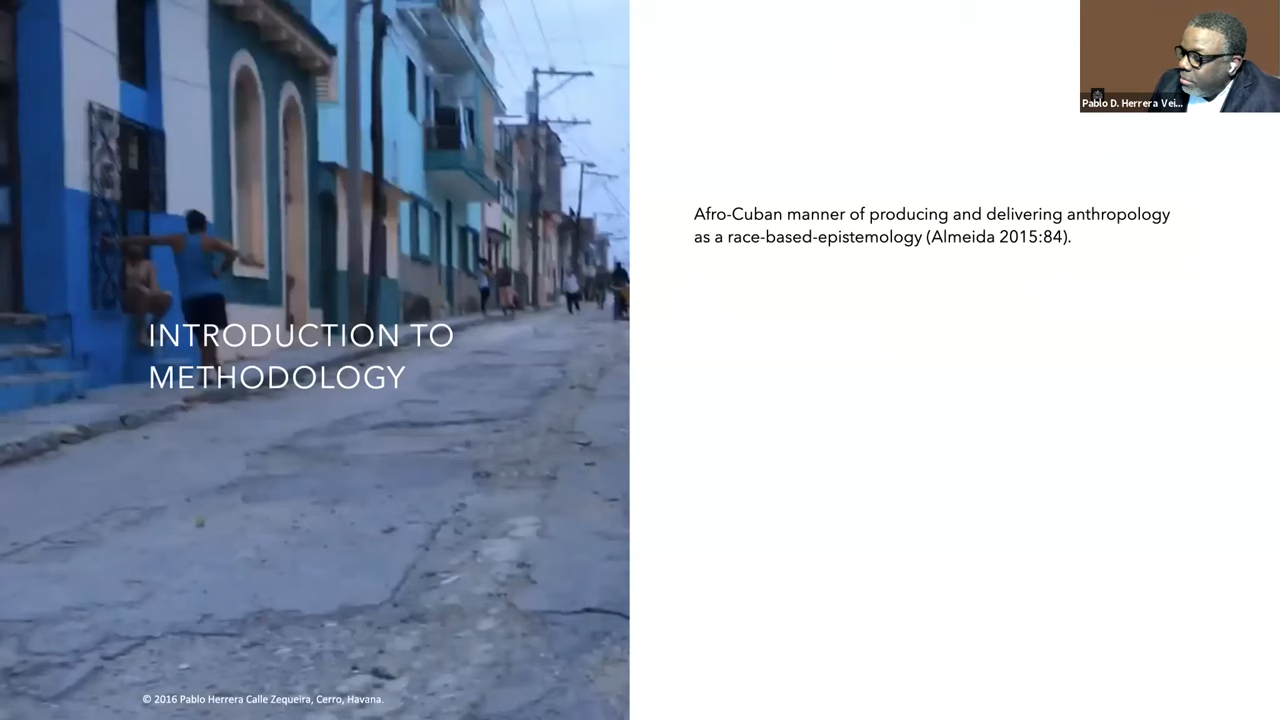 INTRODUCTION TO
METHODOLOGY
© 2016 Pablo Herrera Calle Zequeira, Cerro, Havana.
Afro-Cuban manner of producing and delivering anthropology
as a race-based-epistemology (Almeida 2015:84).
Pablo D. Herrera Vei...